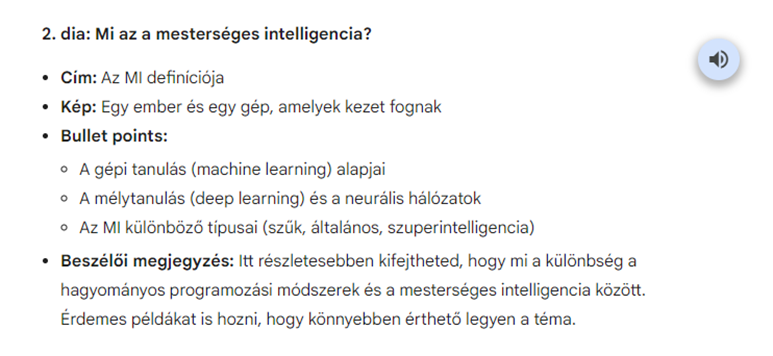 2. dia: Mi az a mesterséges intelligencia?
• Cím: Az MI definíciója
• Kép: Egy ember és egy gép, amelyek kezet fognak
• Bullet points:
◦ A gépi tanulás (machine learning) alapjai
◦ A mélytanulás (deep learning) és a neurális hálózatok
◦ Az MI különböző típusai (szűk, általános, szuperintelligencia)
• Beszélői megjegyzés: Itt részletesebben kifejtheted, hogy mi a különbség a
hagyományos programozási módszerek és a mesterséges intelligencia között.
Érdemes példákat is hozni, hogy könnyebben érthető legyen a téma.